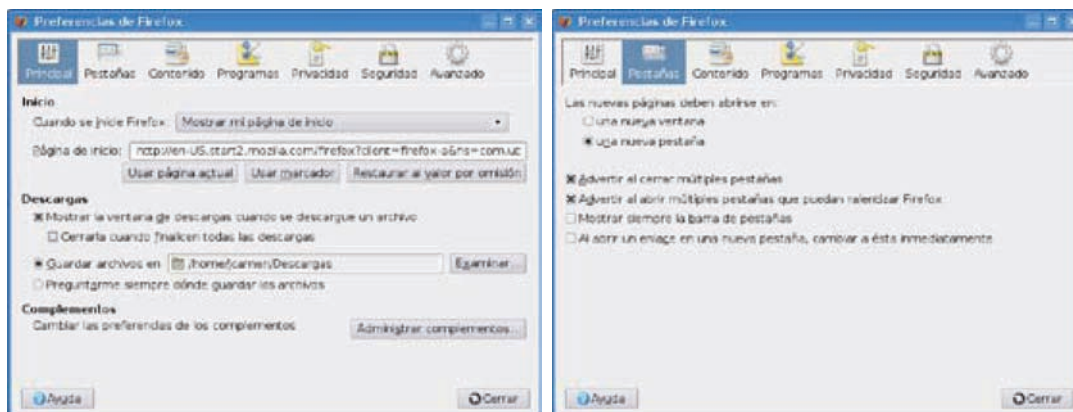 Preferencias de Firefox
Principal Pestañas Contenido Programas Privacidad Seguridad Avanzado
Inicio
Cuando se inicie Firefox: Mostrar mi página de inicio
Página de inicio: http://en-US.start2.mozilla.com/firefox?client=firefox-a&rls=com.uc
Usar página actual Usar marcador Restaurar al valor por omisión
Descargas
Mostrar la ventana de descargas cuando se descargue un archivo
Cerrarla cuando finalicen todas las descargas
Guardar archivos en /home/jcarmen/Descargas Examinar...
Preguntarme siempre dónde guardar los archivos
Complementos
Cambiar las preferencias de los complementos Administrar complementos...
Ayuda Cerrar
Preferencias de Firefox
Principal Pestañas Contenido Programas Privacidad Seguridad Avanzado
Las nuevas páginas deben abrirse en:
una nueva ventana
una nueva pestaña
Advertir al cerrar múltiples pestañas
Advertir al abrir múltiples pestañas que puedan ralentizar Firefox
Mostrar siempre la barra de pestañas
Al abrir un enlace en una nueva pestaña, cambiar a ésta inmediatamente
Ayuda Cerrar